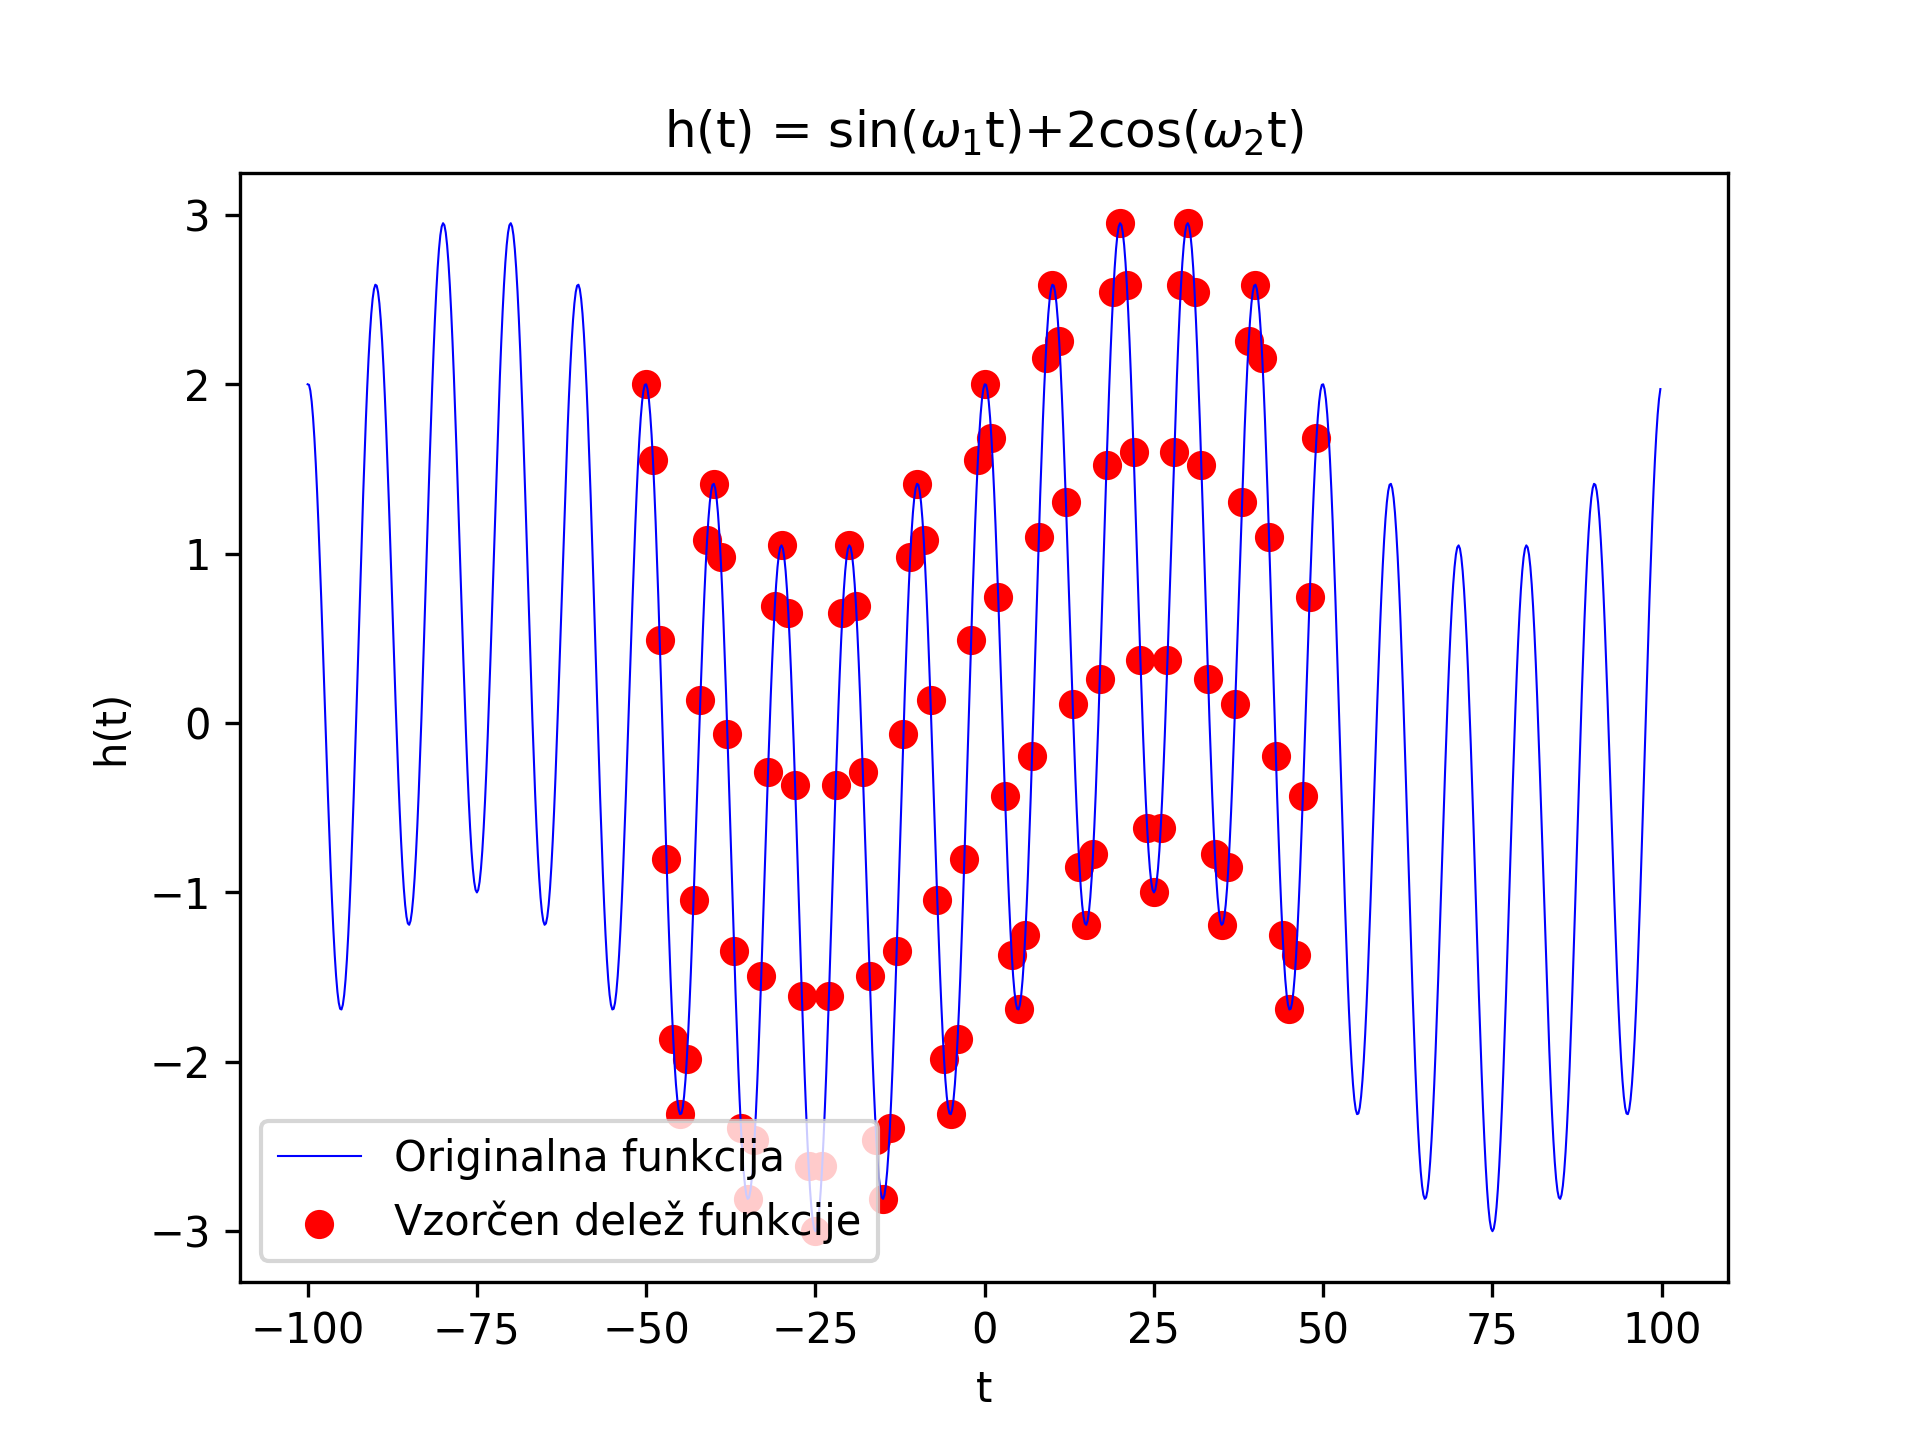 h(t) = sin(ω₁t)+2cos(ω₂t)
3
2
1
0
−1
−2
−3
h(t)
Originalna funkcija
Vzorčen delež funkcije
−100 −75 −50 −25 0 25 50 75 100
t